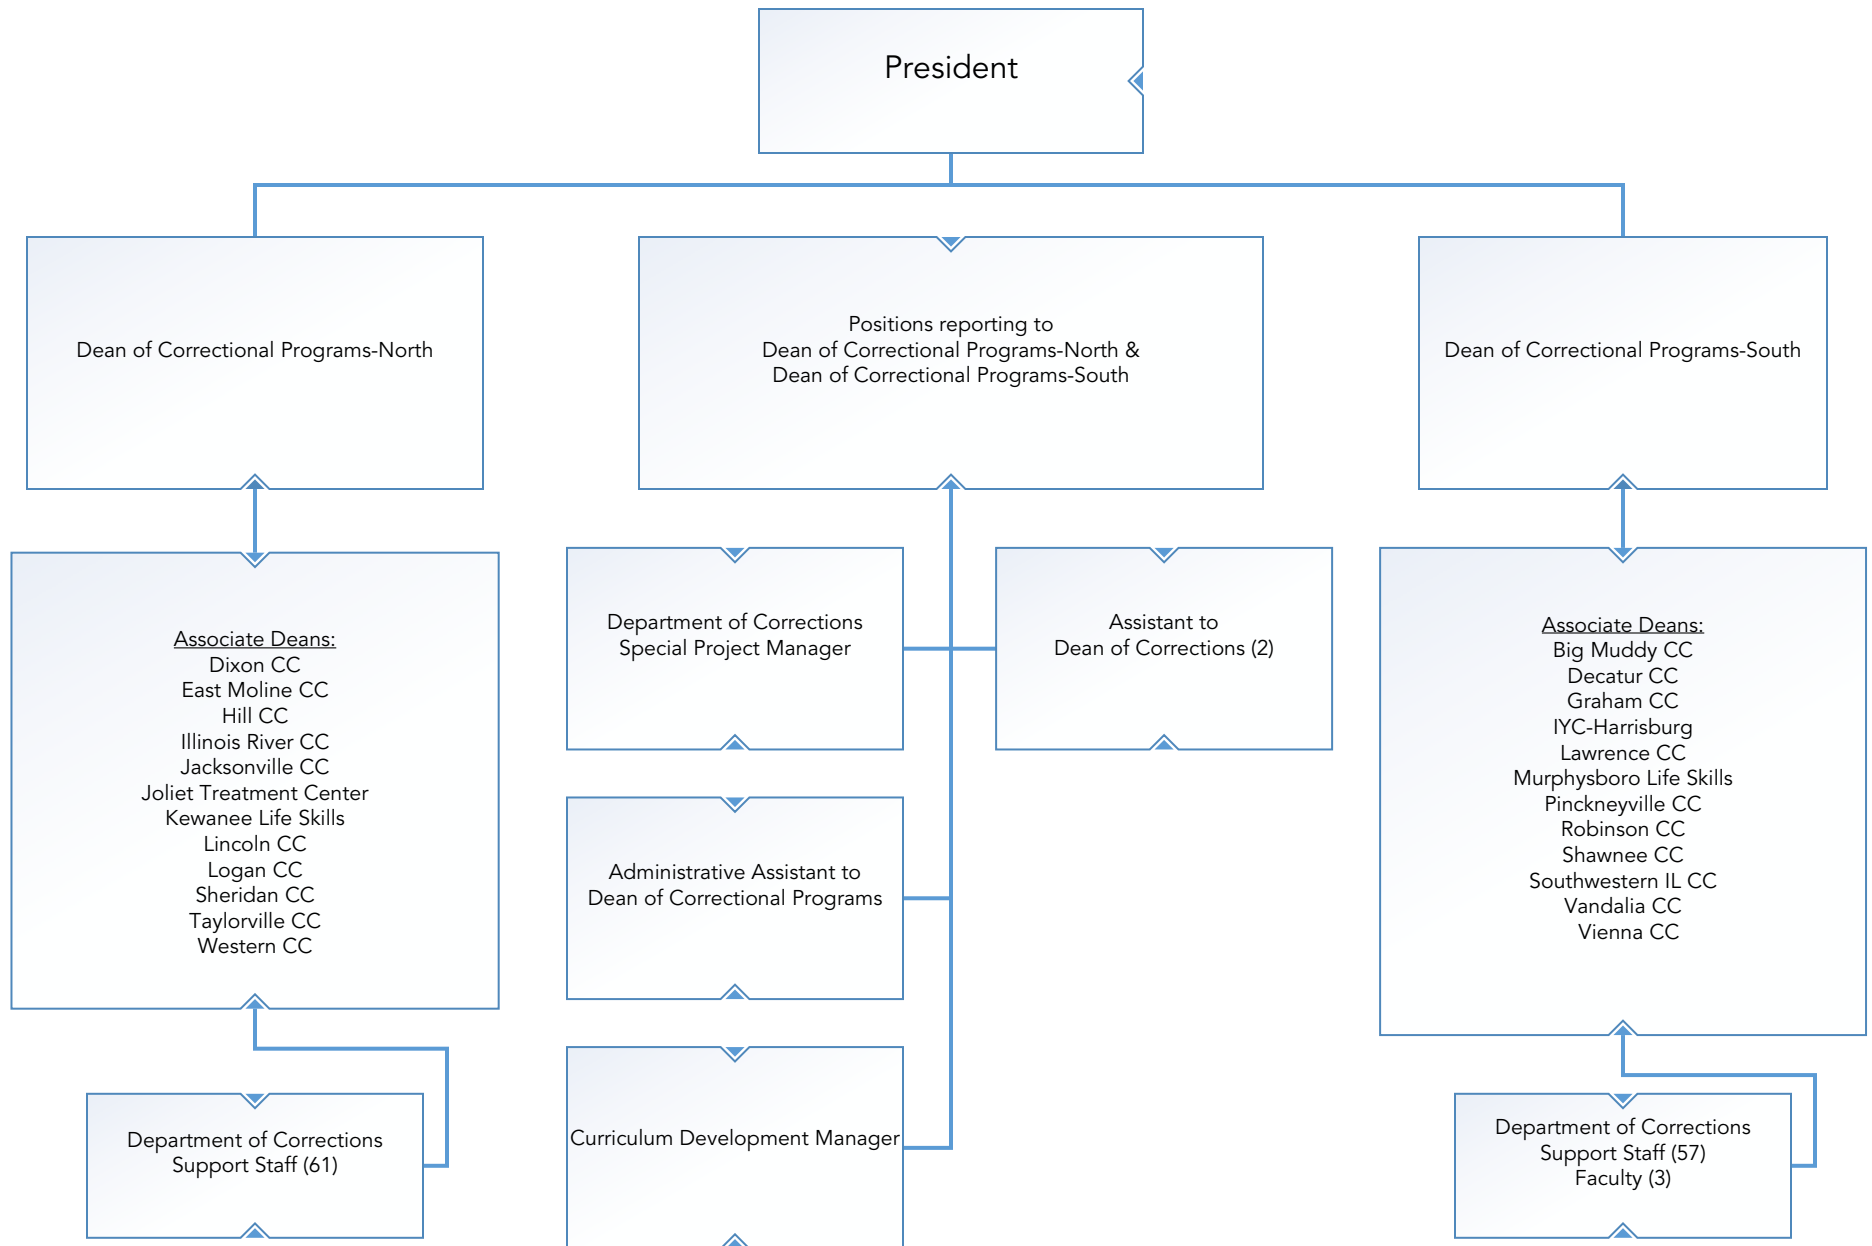 President
Dean of Correctional Programs-North
Positions reporting to
Dean of Correctional Programs-North &
Dean of Correctional Programs-South
Dean of Correctional Programs-South
Associate Deans:
Dixon CC
East Moline CC
Hill CC
Illinois River CC
Jacksonville CC
Joliet Treatment Center
Kewanee Life Skills
Lincoln CC
Logan CC
Sheridan CC
Taylorville CC
Western CC
Department of Corrections
Support Staff (61)
Department of Corrections
Special Project Manager
Assistant to
Dean of Corrections (2)
Administrative Assistant to
Dean of Correctional Programs
Curriculum Development Manager
Associate Deans:
Big Muddy CC
Decatur CC
Graham CC
IYC-Harrisburg
Lawrence CC
Murphysboro Life Skills
Pinckneyville CC
Robinson CC
Shawnee CC
Southwestern IL CC
Vandalia CC
Vienna CC
Department of Corrections
Support Staff (57)
Faculty (3)